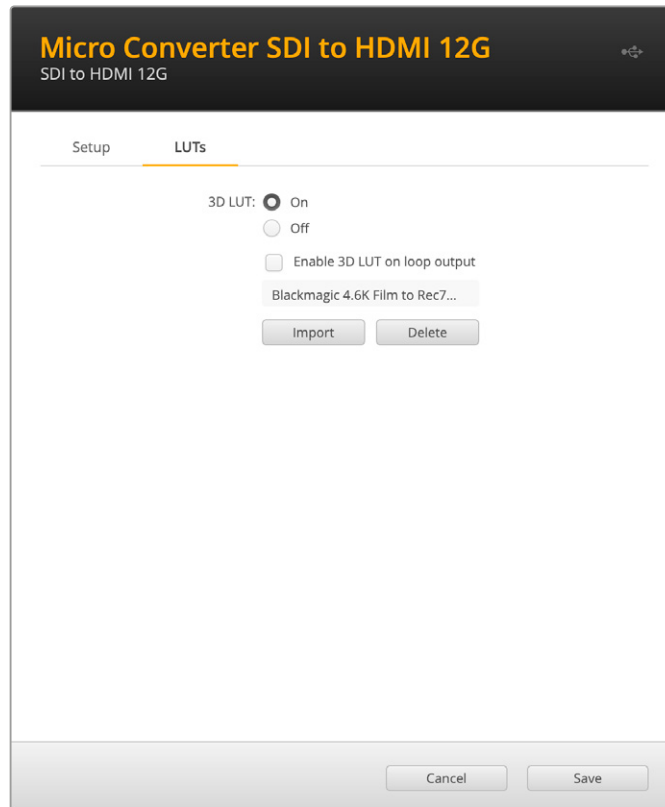 Micro Converter SDI to HDMI 12G
SDI to HDMI 12G
Setup LUTs
3D LUT: On
Off
Enable 3D LUT on loop output
Blackmagic 4.6K Film to Rec7...
Import Delete
Cancel Save